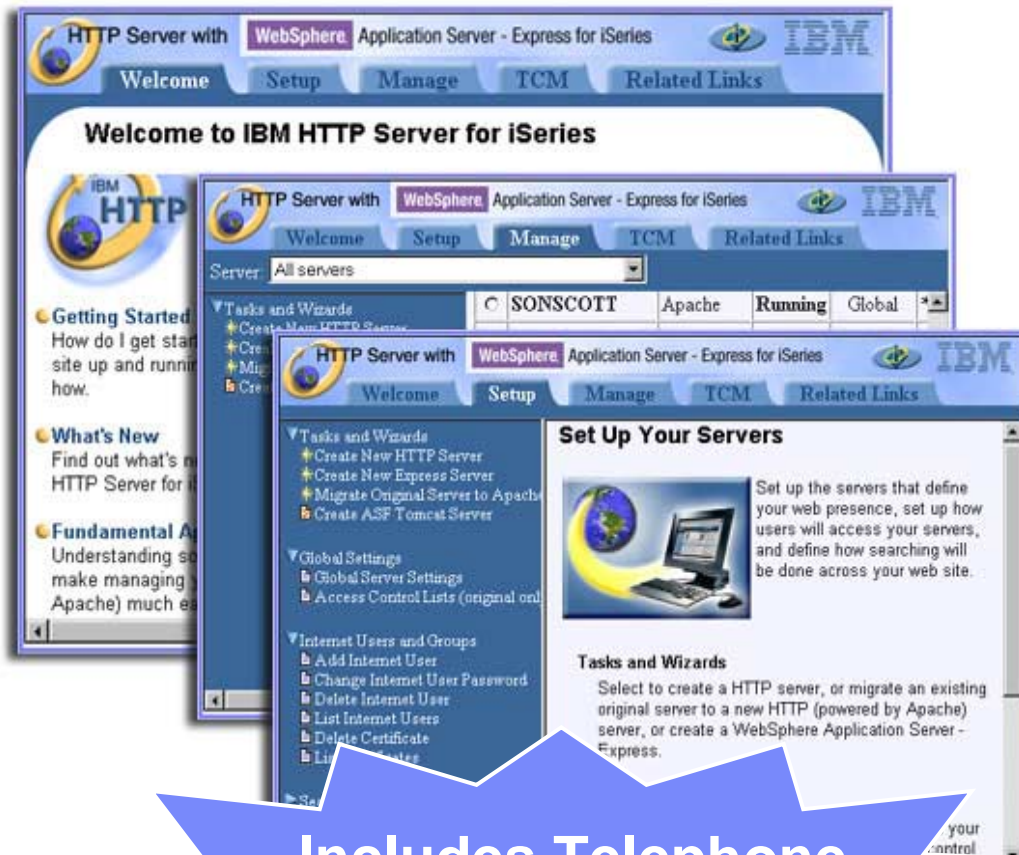 HTTP Server with WebSphere. Application Server - Express for iSeries IBM
Welcome Setup Manage TCM Related Links
Welcome to IBM HTTP Server for iSeries
IBM
HTTP
Getting Started
How do I get
site up and
how.
What's New
Find out what's
HTTP Server for
Fundamental
Understanding
make managing
Apache) much
HTTP Server with WebSphere. Application Server - Express for iSeries IBM
Welcome Setup Manage TCM Related Links
Server: All servers
Tasks and Wizards
Create New HTTP Server
SONSCOTT Apache Running Global *
HTTP Server with WebSphere. Application Server - Express for iSeries IBM
Welcome Setup Manage TCM Related Links
Tasks and Wizards
Create New HTTP Server
Create New Express Server
Migrate Original Server to Apache
Create ASF Tomcat Server
Global Settings
Global Server Settings
Access Control Lists (original onl
Internet Users and Groups
Add Internet User
Change Internet User Password
Delete Internet User
List Internet Users
Delete Certificate
Set Up Your Servers
Set up the servers that define
your web presence, set up how
users will access your servers,
and define how searching will
be done across your web site.
Tasks and Wizards
Select to create a HTTP server, or migrate an existing
original server to a new HTTP (powered by Apache)
server, or create a WebSphere Application Server -
Express.
your
control
Includes Telephone